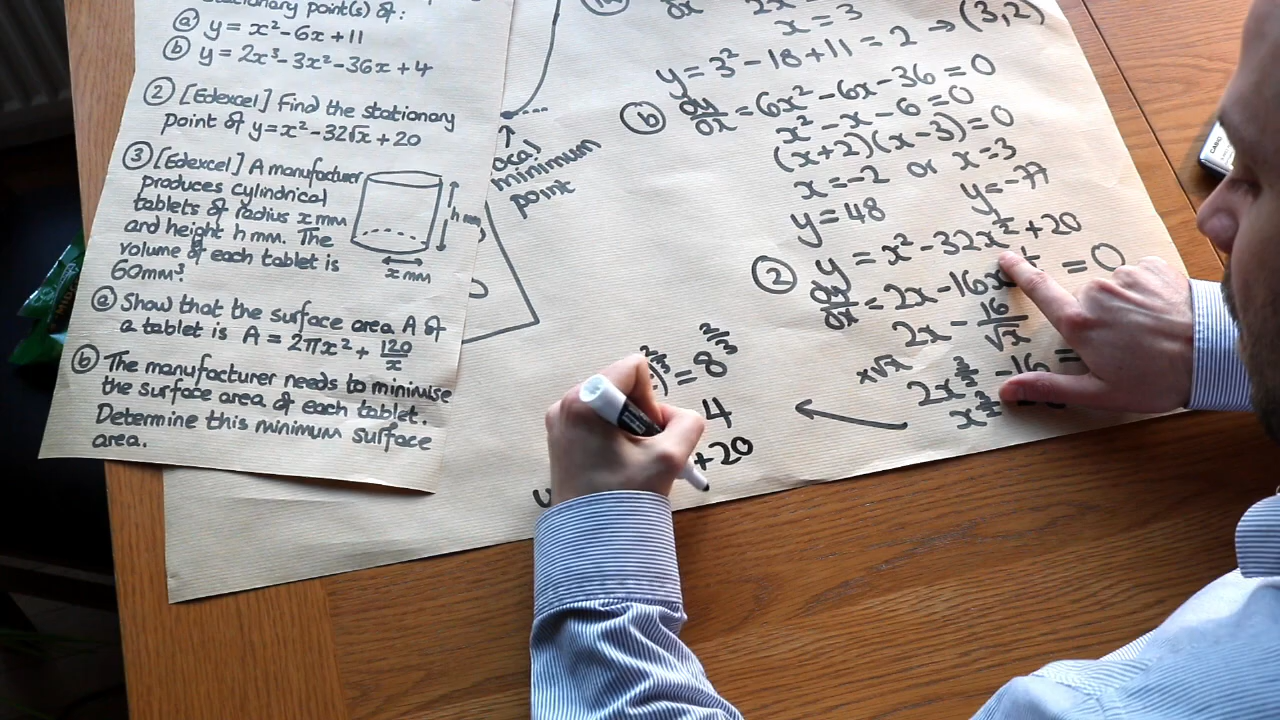 stationary point(s) of:
ⓐ y = x² - 6x + 11
ⓑ y = 2x³ - 3x² - 36x + 4
② [Edexcel] Find the stationary
point of y = x² - 32√x + 20
③ [Edexcel] A manufacturer
produces cylindrical
tablets of radius x mm
and height h mm. The
volume of each tablet is
60mm³.
h mm
x mm
ⓐ Show that the surface area A of
a tablet is A = 2πx² + 120/x
ⓑ The manufacturer needs to minimise
the surface area of each tablet.
Determine this minimum surface
area.
minimum
point
x = 3
y = 3² - 18 + 11 = 2 → (3,2)
ⓑ dy/dx = 6x² - 6x - 36 = 0
x² - x - 6 = 0
(x+2)(x-3) = 0
x = -2 or x = 3
y = 48 y = -77
② y = x² - 32x^½ + 20
dy/dx = 2x - 16x = 0
2x - 16/√x
×√x 2x^3/2 - 16 =
x^3/2
= 8^2/3
4
+20